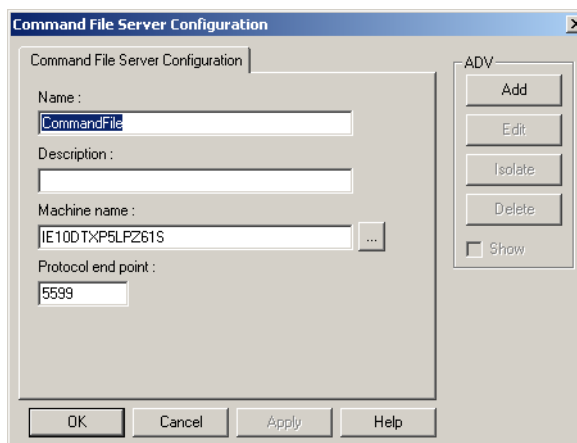 Command File Server Configuration
Command File Server Configuration
Name :
CommandFile
Description :
Machine name :
IE10DTXP5LPZ61S
...
Protocol end point :
5599
ADV
Add
Edit
Isolate
Delete
Show
OK
Cancel
Apply
Help